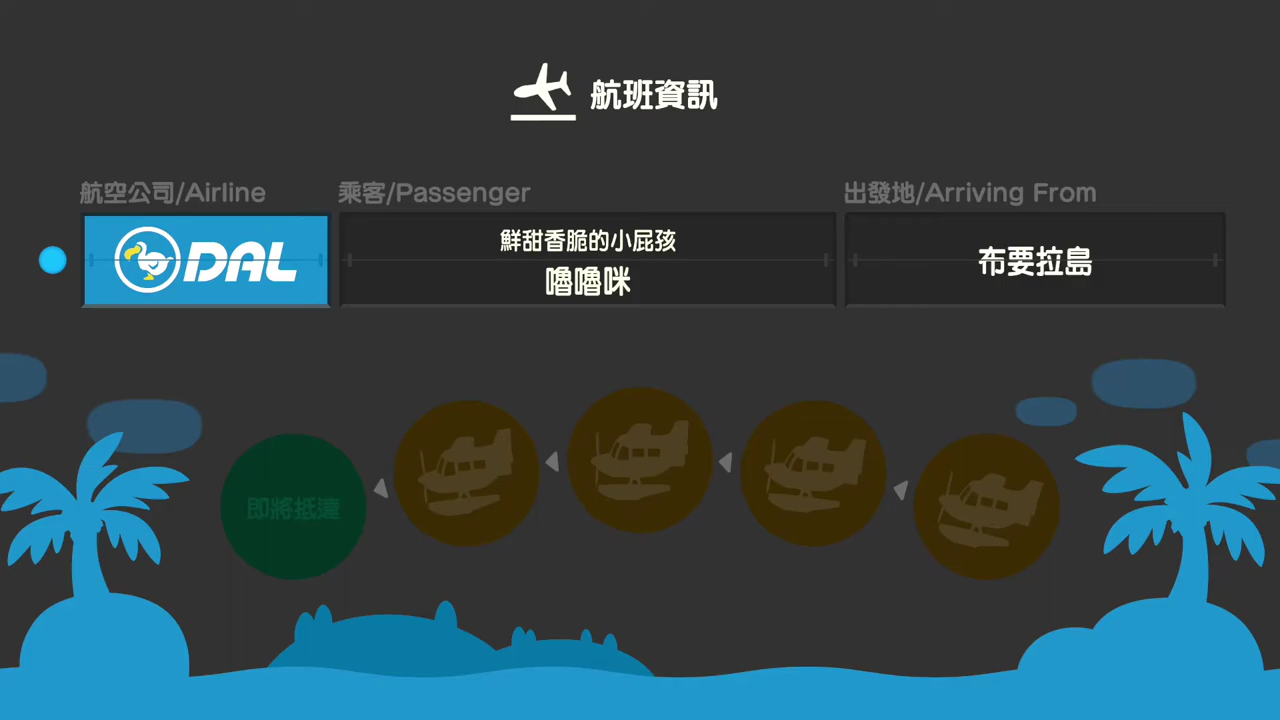 航班資訊
航空公司/Airline
乘客/Passenger
出發地/Arriving From
DAL
鮮甜香脆的小屁孩
嚕嚕咪
布要拉島
即將抵達